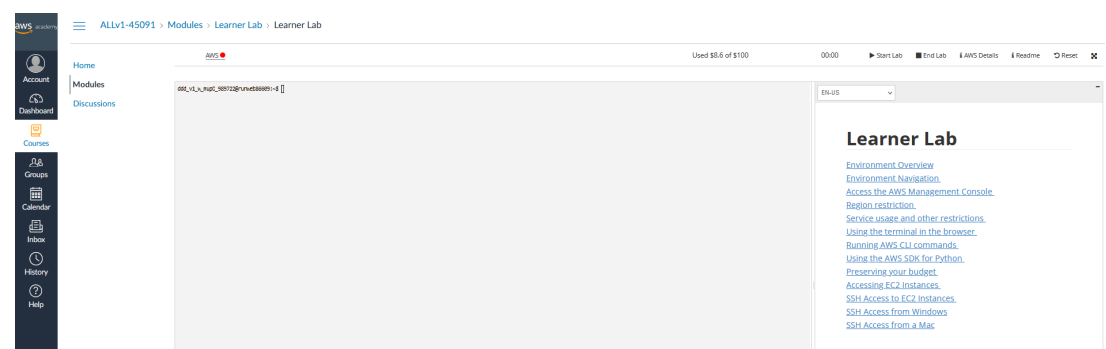 aws academy
ALLv1-45091 > Modules > Learner Lab > Learner Lab
Account
Dashboard
Courses
Groups
Calendar
Inbox
History
Help
Home
Modules
Discussions
AWS
Used $8.6 of $100
00:00
Start Lab
End Lab
AWS Details
Readme
Reset
EN-US
Learner Lab
Environment Overview
Environment Navigation
Access the AWS Management Console
Region restriction
Service usage and other restrictions
Using the terminal in the browser
Running AWS CLI commands
Using the AWS SDK for Python
Preserving your budget
Accessing EC2 Instances
SSH Access to EC2 Instances
SSH Access from Windows
SSH Access from a Mac